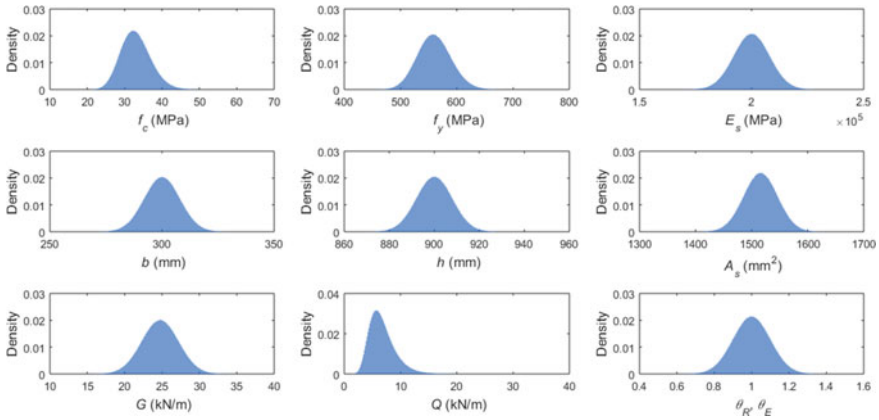 0.03 0.03 0.03
Density Density Density
0.02 0.02 0.02
0.01 0.01 0.01
0 0 0
10 20 30 40 50 60 70 400 500 600 700 800 1.5 2 2.5
f_c (MPa) f_y (MPa) E_s (MPa) ×10^5
0.03 0.03 0.03
Density Density Density
0.02 0.02 0.02
0.01 0.01 0.01
0 0 0
250 300 350 860 880 900 920 940 960 1300 1400 1500 1600 1700
b (mm) h (mm) A_s (mm²)
0.03 0.04 0.03
Density Density Density
0.02 0.02 0.02
0.01 0.01
0 0 0
10 15 20 25 30 35 40 0 10 20 30 40 0.4 0.6 0.8 1 1.2 1.4 1.6
G (kN/m) Q (kN/m) θ_R, θ_E